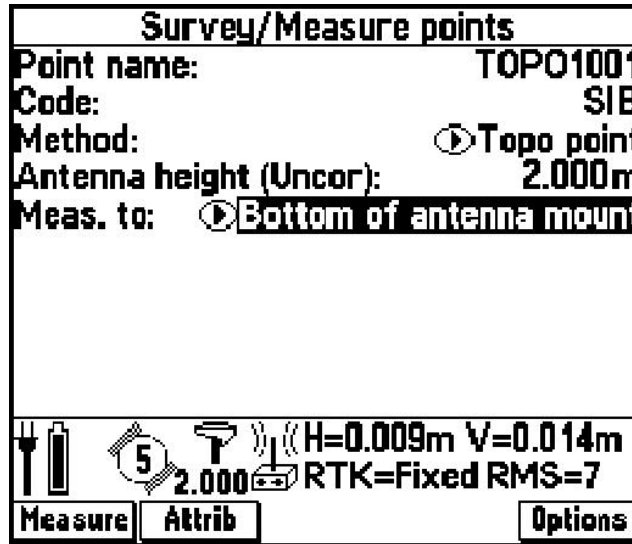 Survey/Measure points
Point name: TOPO1001
Code: SIB
Method: Topo point
Antenna height (Uncor): 2.000m
Meas. to: Bottom of antenna mount
5 2.000 H=0.009m V=0.014m
RTK=Fixed RMS=7
Measure Attrib Options